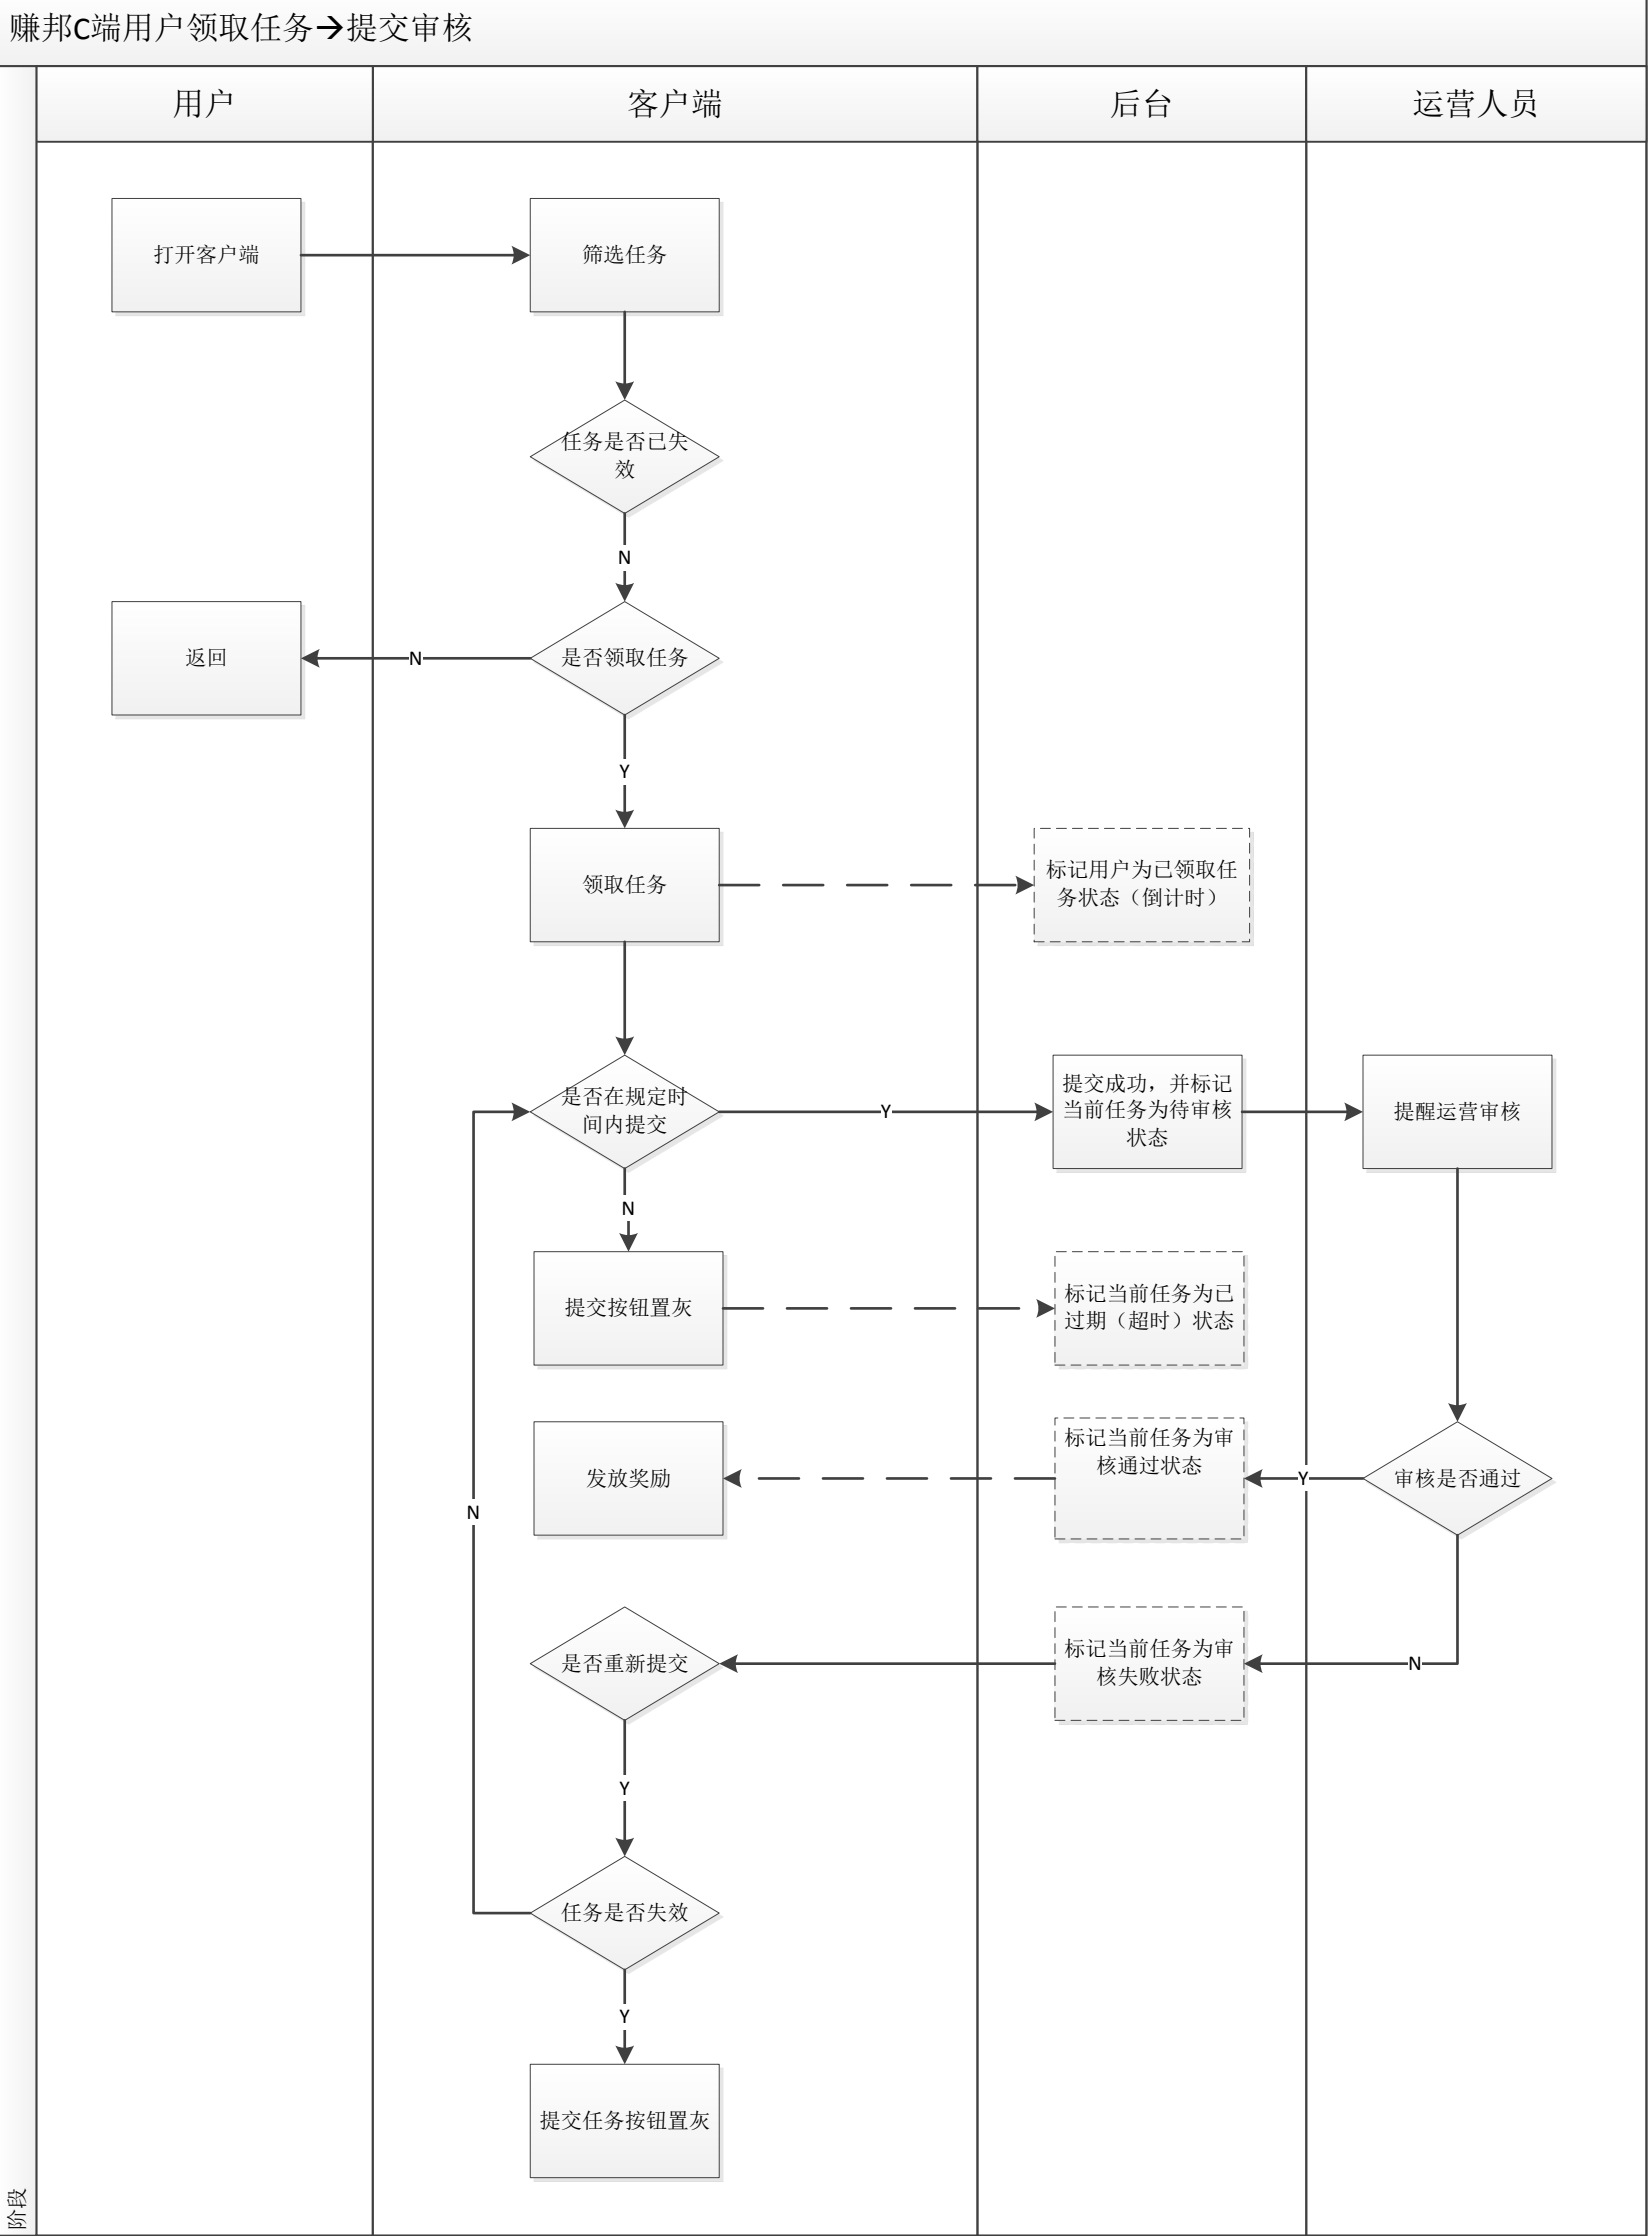 赚邦C端用户领取任务→提交审核
用户
客户端
后台
运营人员
打开客户端
筛选任务
任务是否已失
效
N
返回
N
是否领取任务
Y
领取任务
标记用户为已领取任
务状态（倒计时）
是否在规定时
间内提交
Y
提交成功，并标记
当前任务为待审核
状态
提醒运营审核
N
提交按钮置灰
标记当前任务为已
过期（超时）状态
发放奖励
标记当前任务为审
核通过状态
Y
审核是否通过
N
是否重新提交
标记当前任务为审
核失败状态
N
Y
任务是否失效
Y
提交任务按钮置灰
阶段